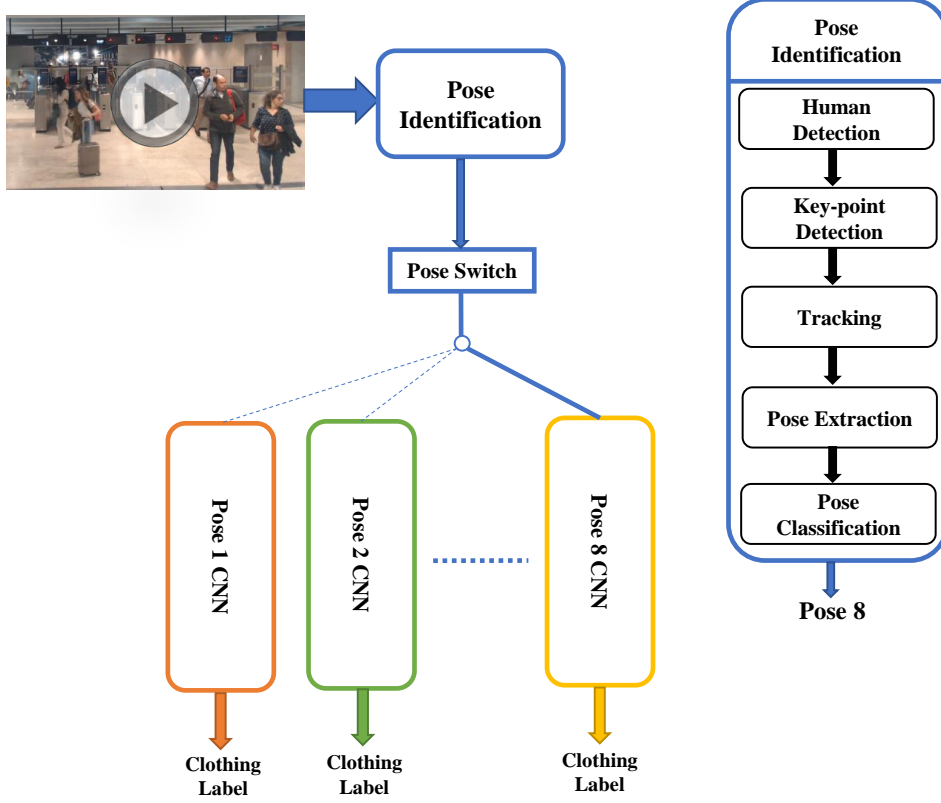 Pose
Identification
Pose Switch
Pose 1 CNN
Pose 2 CNN
Pose 8 CNN
Clothing
Label
Clothing
Label
Clothing
Label
Pose
Identification
Human
Detection
Key-point
Detection
Tracking
Pose Extraction
Pose
Classification
Pose 8